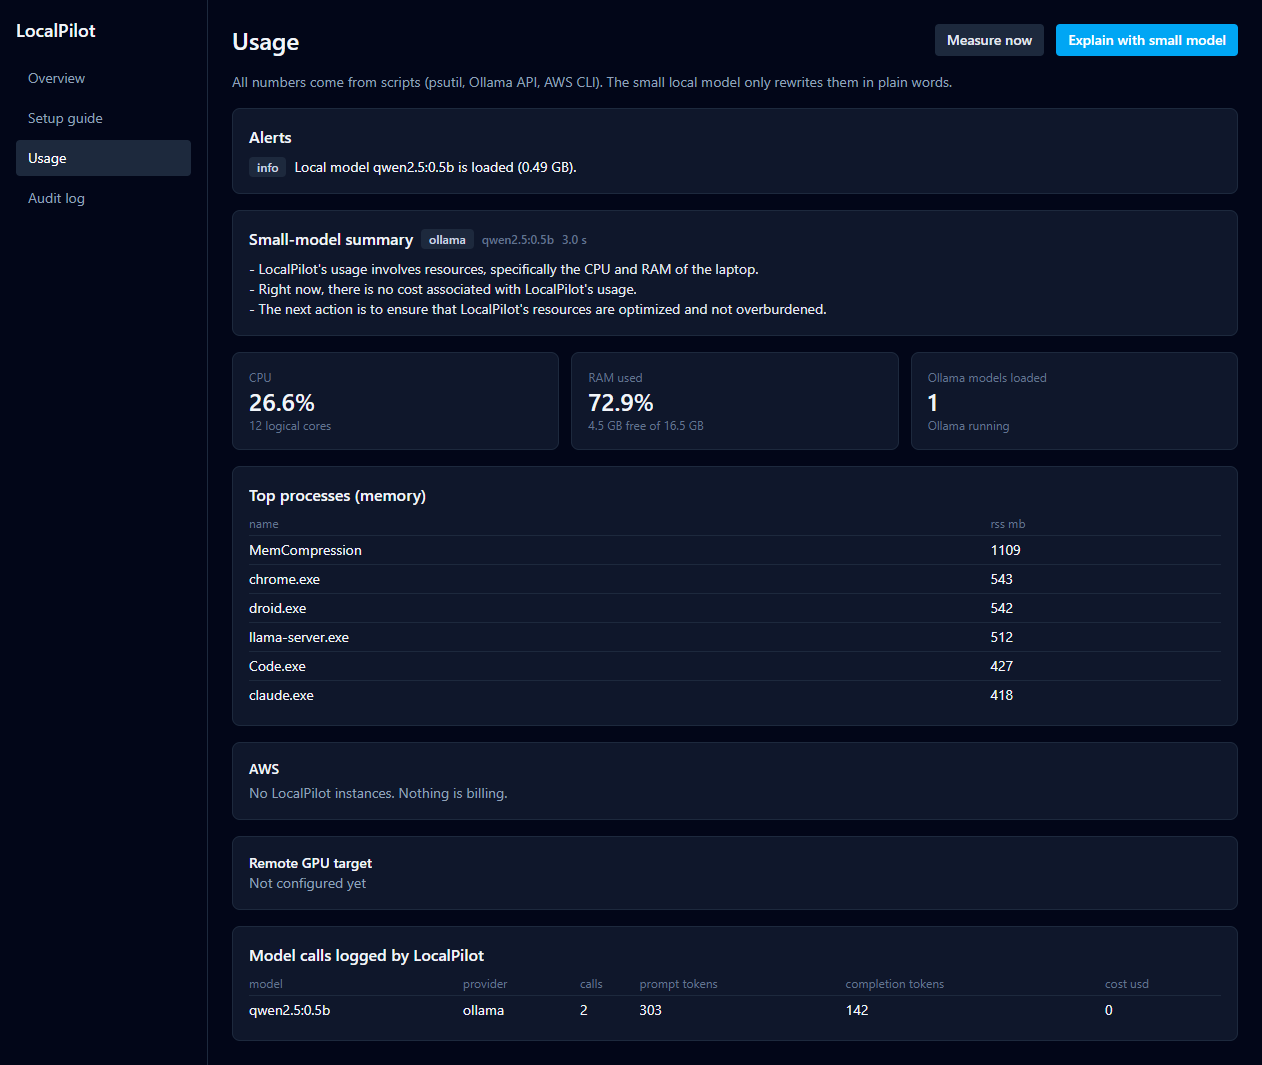 LocalPilot
Overview
Setup guide
Usage
Audit log
Usage
Measure now
Explain with small model
All numbers come from scripts (psutil, Ollama API, AWS CLI). The small local model only rewrites them in plain words.
Alerts
info Local model qwen2.5:0.5b is loaded (0.49 GB).
Small-model summary ollama qwen2.5:0.5b 3.0 s
- LocalPilot's usage involves resources, specifically the CPU and RAM of the laptop.
- Right now, there is no cost associated with LocalPilot's usage.
- The next action is to ensure that LocalPilot's resources are optimized and not overburdened.
CPU
26.6%
12 logical cores
RAM used
72.9%
4.5 GB free of 16.5 GB
Ollama models loaded
1
Ollama running
Top processes (memory)
name rss mb
MemCompression 1109
chrome.exe 543
droid.exe 542
llama-server.exe 512
Code.exe 427
claude.exe 418
AWS
No LocalPilot instances. Nothing is billing.
Remote GPU target
Not configured yet
Model calls logged by LocalPilot
model provider calls prompt tokens completion tokens cost usd
qwen2.5:0.5b ollama 2 303 142 0